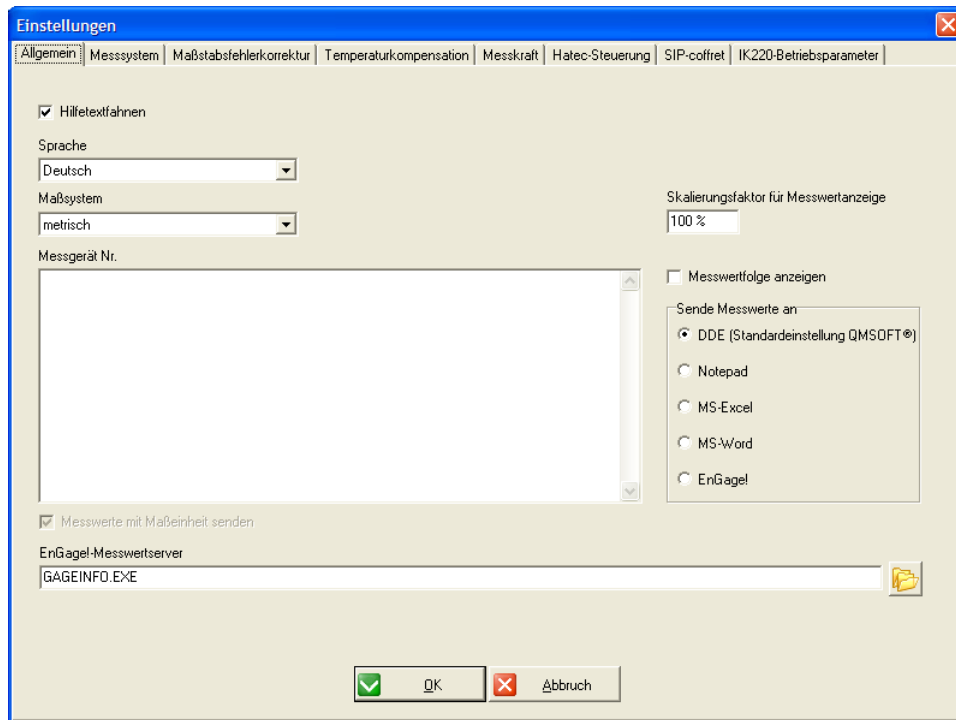 Einstellungen
Allgemein Messsystem Maßstabsfehlerkorrektur Temperaturkompensation Messkraft Hatec-Steuerung SIP-coffret IK220-Betriebsparameter
Hilfetextfahnen
Sprache
Deutsch
Maßsystem
metrisch
Skalierungsfaktor für Messwertanzeige
100 %
Messgerät Nr.
Messwertfolge anzeigen
Sende Messwerte an
DDE (Standardeinstellung QMSOFT®)
Notepad
MS-Excel
MS-Word
EnGage!
Messwerte mit Maßeinheit senden
EnGage!-Messwertserver
GAGEINFO.EXE
OK Abbruch